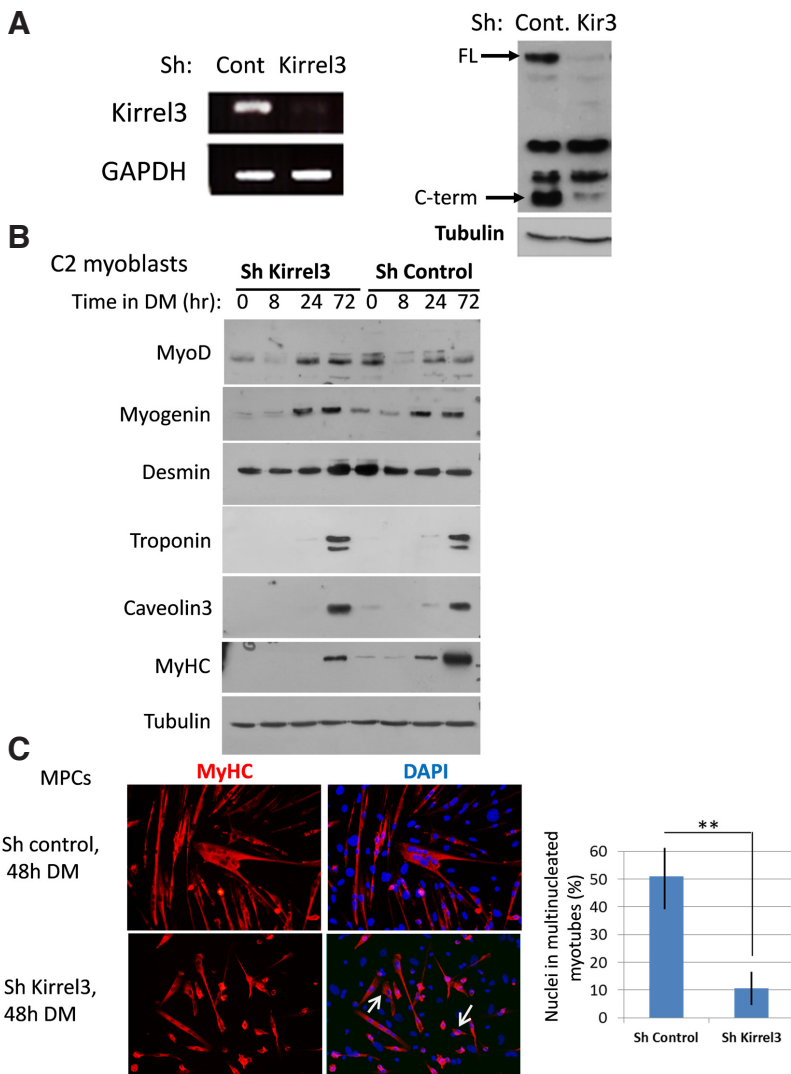 A
Sh: Cont Kirrel3
Kirrel3
GAPDH
Sh: Cont. Kir3
FL
C-term
Tubulin
B
C2 myoblasts
Sh Kirrel3 Sh Control
Time in DM (hr): 0 8 24 72 0 8 24 72
MyoD
Myogenin
Desmin
Troponin
Caveolin3
MyHC
Tubulin
C
MPCs
MyHC DAPI
Sh control,
48h DM
Sh Kirrel3,
48h DM
Nuclei in multinucleated
myotubes (%)
**
60
50
40
30
20
10
0
Sh Control Sh Kirrel3